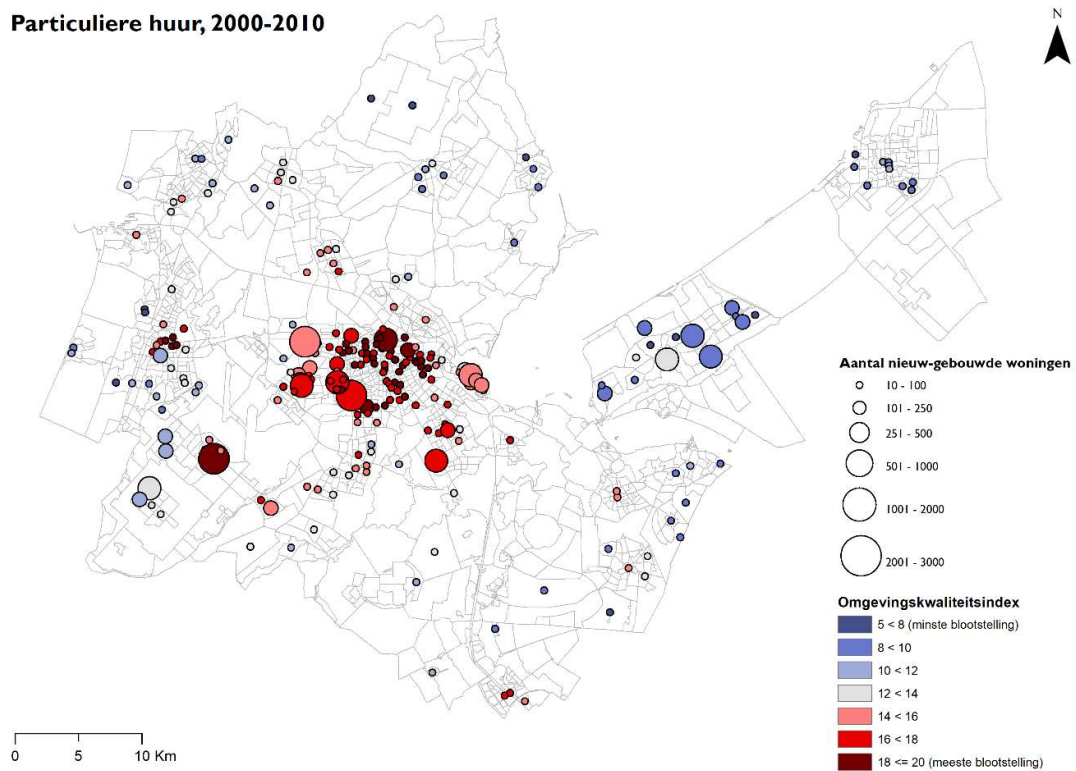 Particuliere huur, 2000-2010
N
Aantal nieuw-gebouwde woningen
10 - 100
101 - 250
251 - 500
501 - 1000
1001 - 2000
2001 - 3000
Omgevingskwaliteitsindex
5 < 8 (minste blootstelling)
8 < 10
10 < 12
12 < 14
14 < 16
16 < 18
18 <= 20 (meeste blootstelling)
0 5 10 Km